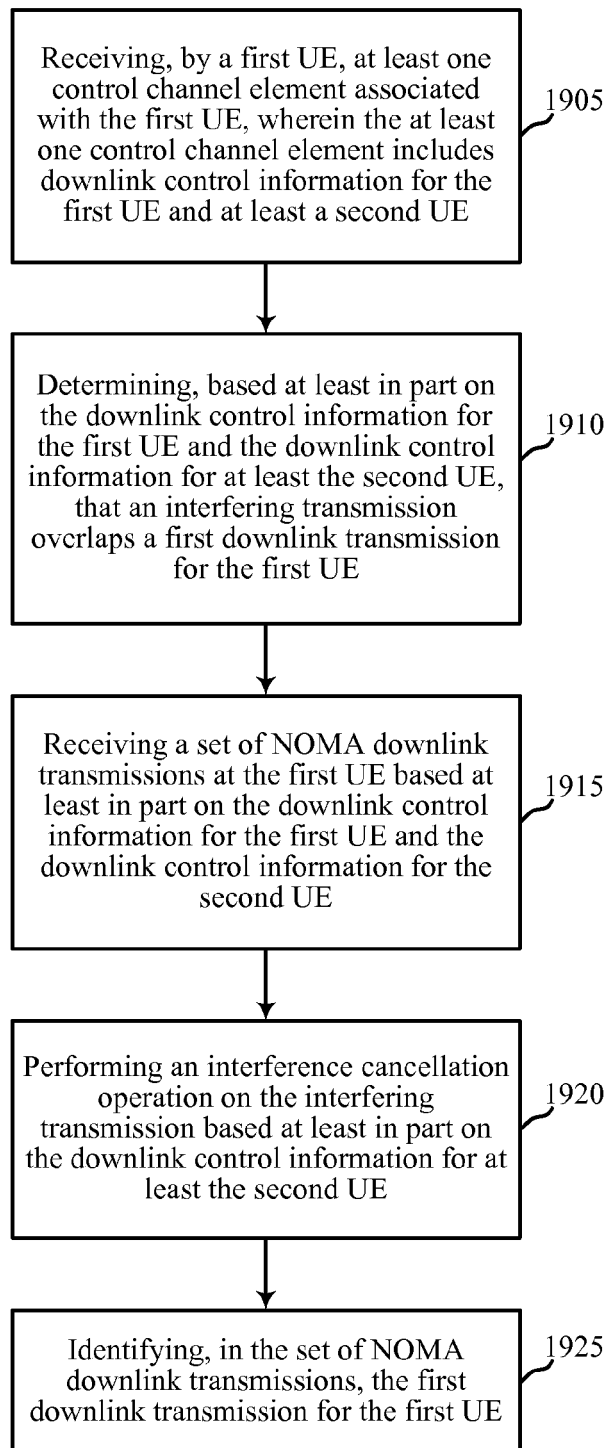 Receiving, by a first UE, at least one
control channel element associated
with the first UE, wherein the at least
one control channel element includes
downlink control information for the
first UE and at least a second UE
1905
Determining, based at least in part on
the downlink control information for
the first UE and the downlink control
information for at least the second UE,
that an interfering transmission
overlaps a first downlink transmission
for the first UE
1910
Receiving a set of NOMA downlink
transmissions at the first UE based at
least in part on the downlink control
information for the first UE and the
downlink control information for the
second UE
1915
Performing an interference cancellation
operation on the interfering
transmission based at least in part on
the downlink control information for at
least the second UE
1920
Identifying, in the set of NOMA
downlink transmissions, the first
downlink transmission for the first UE
1925